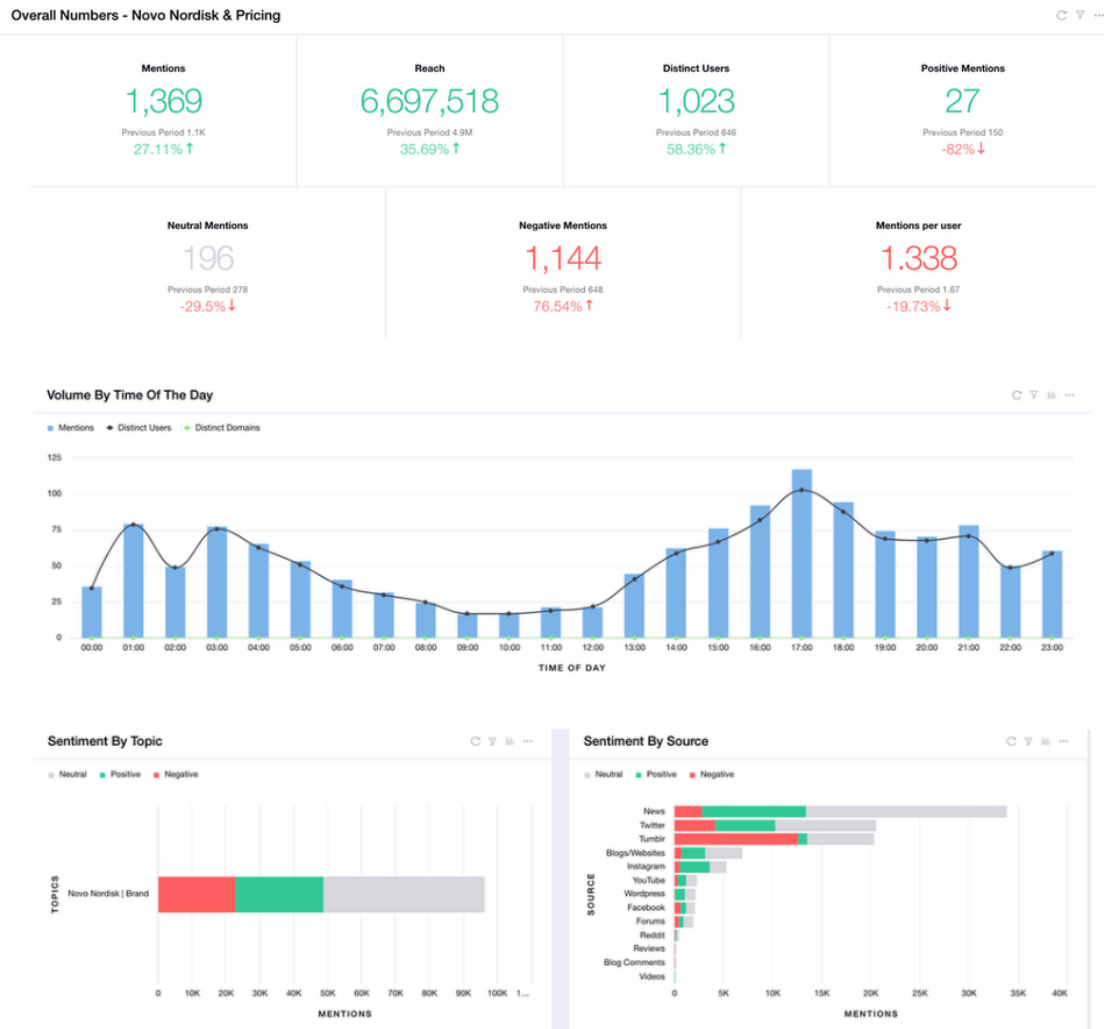 Overall Numbers - Novo Nordisk & Pricing
Mentions
1,369
Previous Period 1.1K
27.11% ↑
Reach
6,697,518
Previous Period 4.9M
35.69% ↑
Distinct Users
1,023
Previous Period 646
58.36% ↑
Positive Mentions
27
Previous Period 150
-82% ↓
Neutral Mentions
196
Previous Period 278
-29.5% ↓
Negative Mentions
1,144
Previous Period 648
76.54% ↑
Mentions per user
1.338
Previous Period 1.67
-19.73% ↓
Volume By Time Of The Day
Mentions Distinct Users Distinct Domains
125
100
75
50
25
0
00:00 01:00 02:00 03:00 04:00 05:00 06:00 07:00 08:00 09:00 10:00 11:00 12:00 13:00 14:00 15:00 16:00 17:00 18:00 19:00 20:00 21:00 22:00 23:00
TIME OF DAY
Sentiment By Topic
Neutral Positive Negative
TOPICS
Novo Nordisk | Brand
0 10K 20K 30K 40K 50K 60K 70K 80K 90K 100K 1...
MENTIONS
Sentiment By Source
Neutral Positive Negative
SOURCE
News
Twitter
Tumblr
Blogs/Websites
Instagram
YouTube
Wordpress
Facebook
Forums
Reddit
Reviews
Blog Comments
Videos
0 5K 10K 15K 20K 25K 30K 35K 40K
MENTIONS